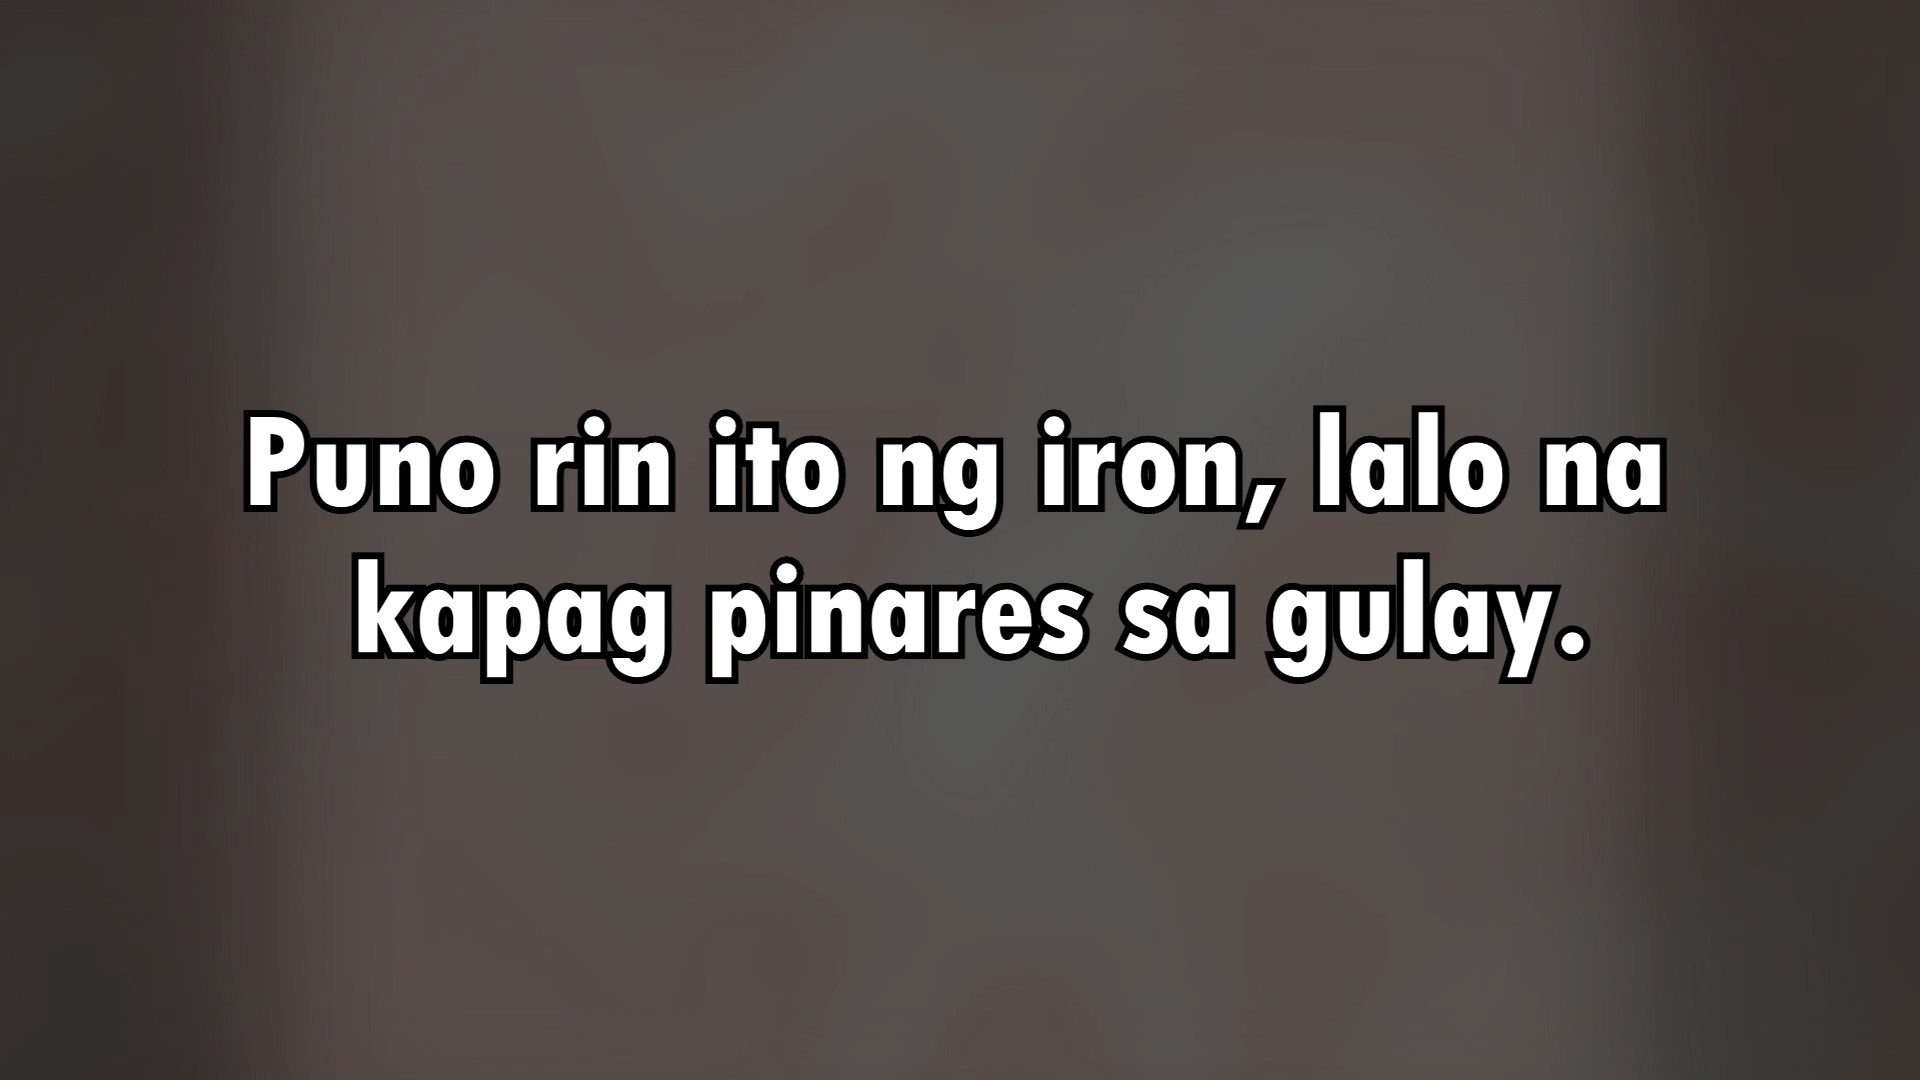 Puno rin ito ng iron, lalo na
kapag pinares sa gulay.